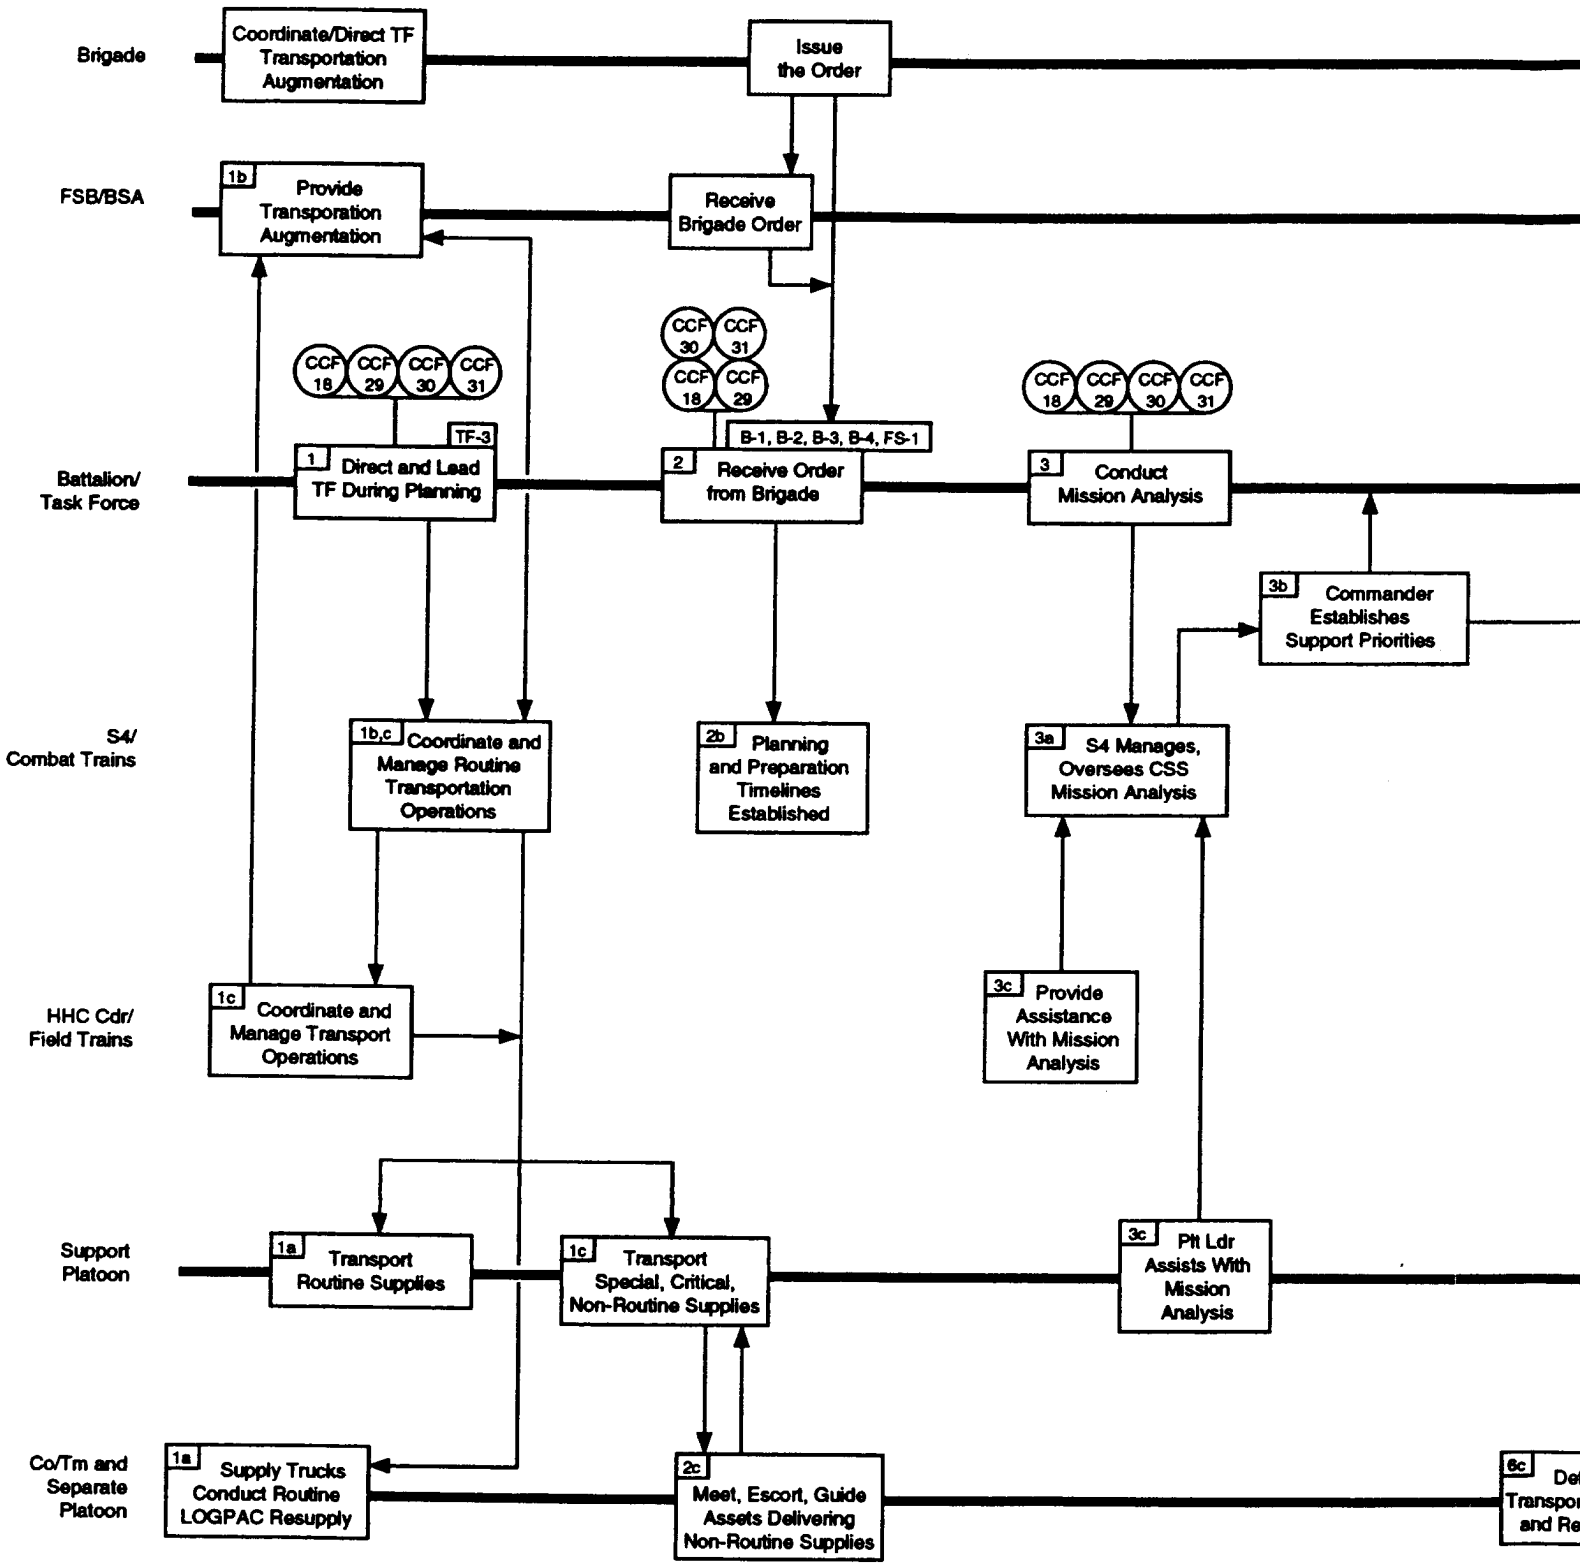 Brigade
Coordinate/Direct TF
Transportation
Augmentation
Issue
the Order
FSB/BSA
1b
Provide
Transporation
Augmentation
Receive
Brigade Order
CCF
18
CCF
29
CCF
30
CCF
31
CCF
30
CCF
31
CCF
18
CCF
29
CCF
18
CCF
29
CCF
30
CCF
31
Battalion/
Task Force
TF-3
1
Direct and Lead
TF During Planning
B-1, B-2, B-3, B-4, FS-1
2
Receive Order
from Brigade
3
Conduct
Mission Analysis
3b
Commander
Establishes
Support Priorities
S4/
Combat Trains
1b,c
Coordinate and
Manage Routine
Transportation
Operations
2b
Planning
and Preparation
Timelines
Established
3a
S4 Manages,
Oversees CSS
Mission Analysis
HHC Cdr/
Field Trains
1c
Coordinate and
Manage Transport
Operations
3c
Provide
Assistance
With Mission
Analysis
Support
Platoon
1a
Transport
Routine Supplies
1c
Transport
Special, Critical,
Non-Routine Supplies
3c
Plt Ldr
Assists With
Mission
Analysis
Co/Tm and
Separate
Platoon
1a
Supply Trucks
Conduct Routine
LOGPAC Resupply
2c
Meet, Escort, Guide
Assets Delivering
Non-Routine Supplies
6c
Det
Transpor
and Re